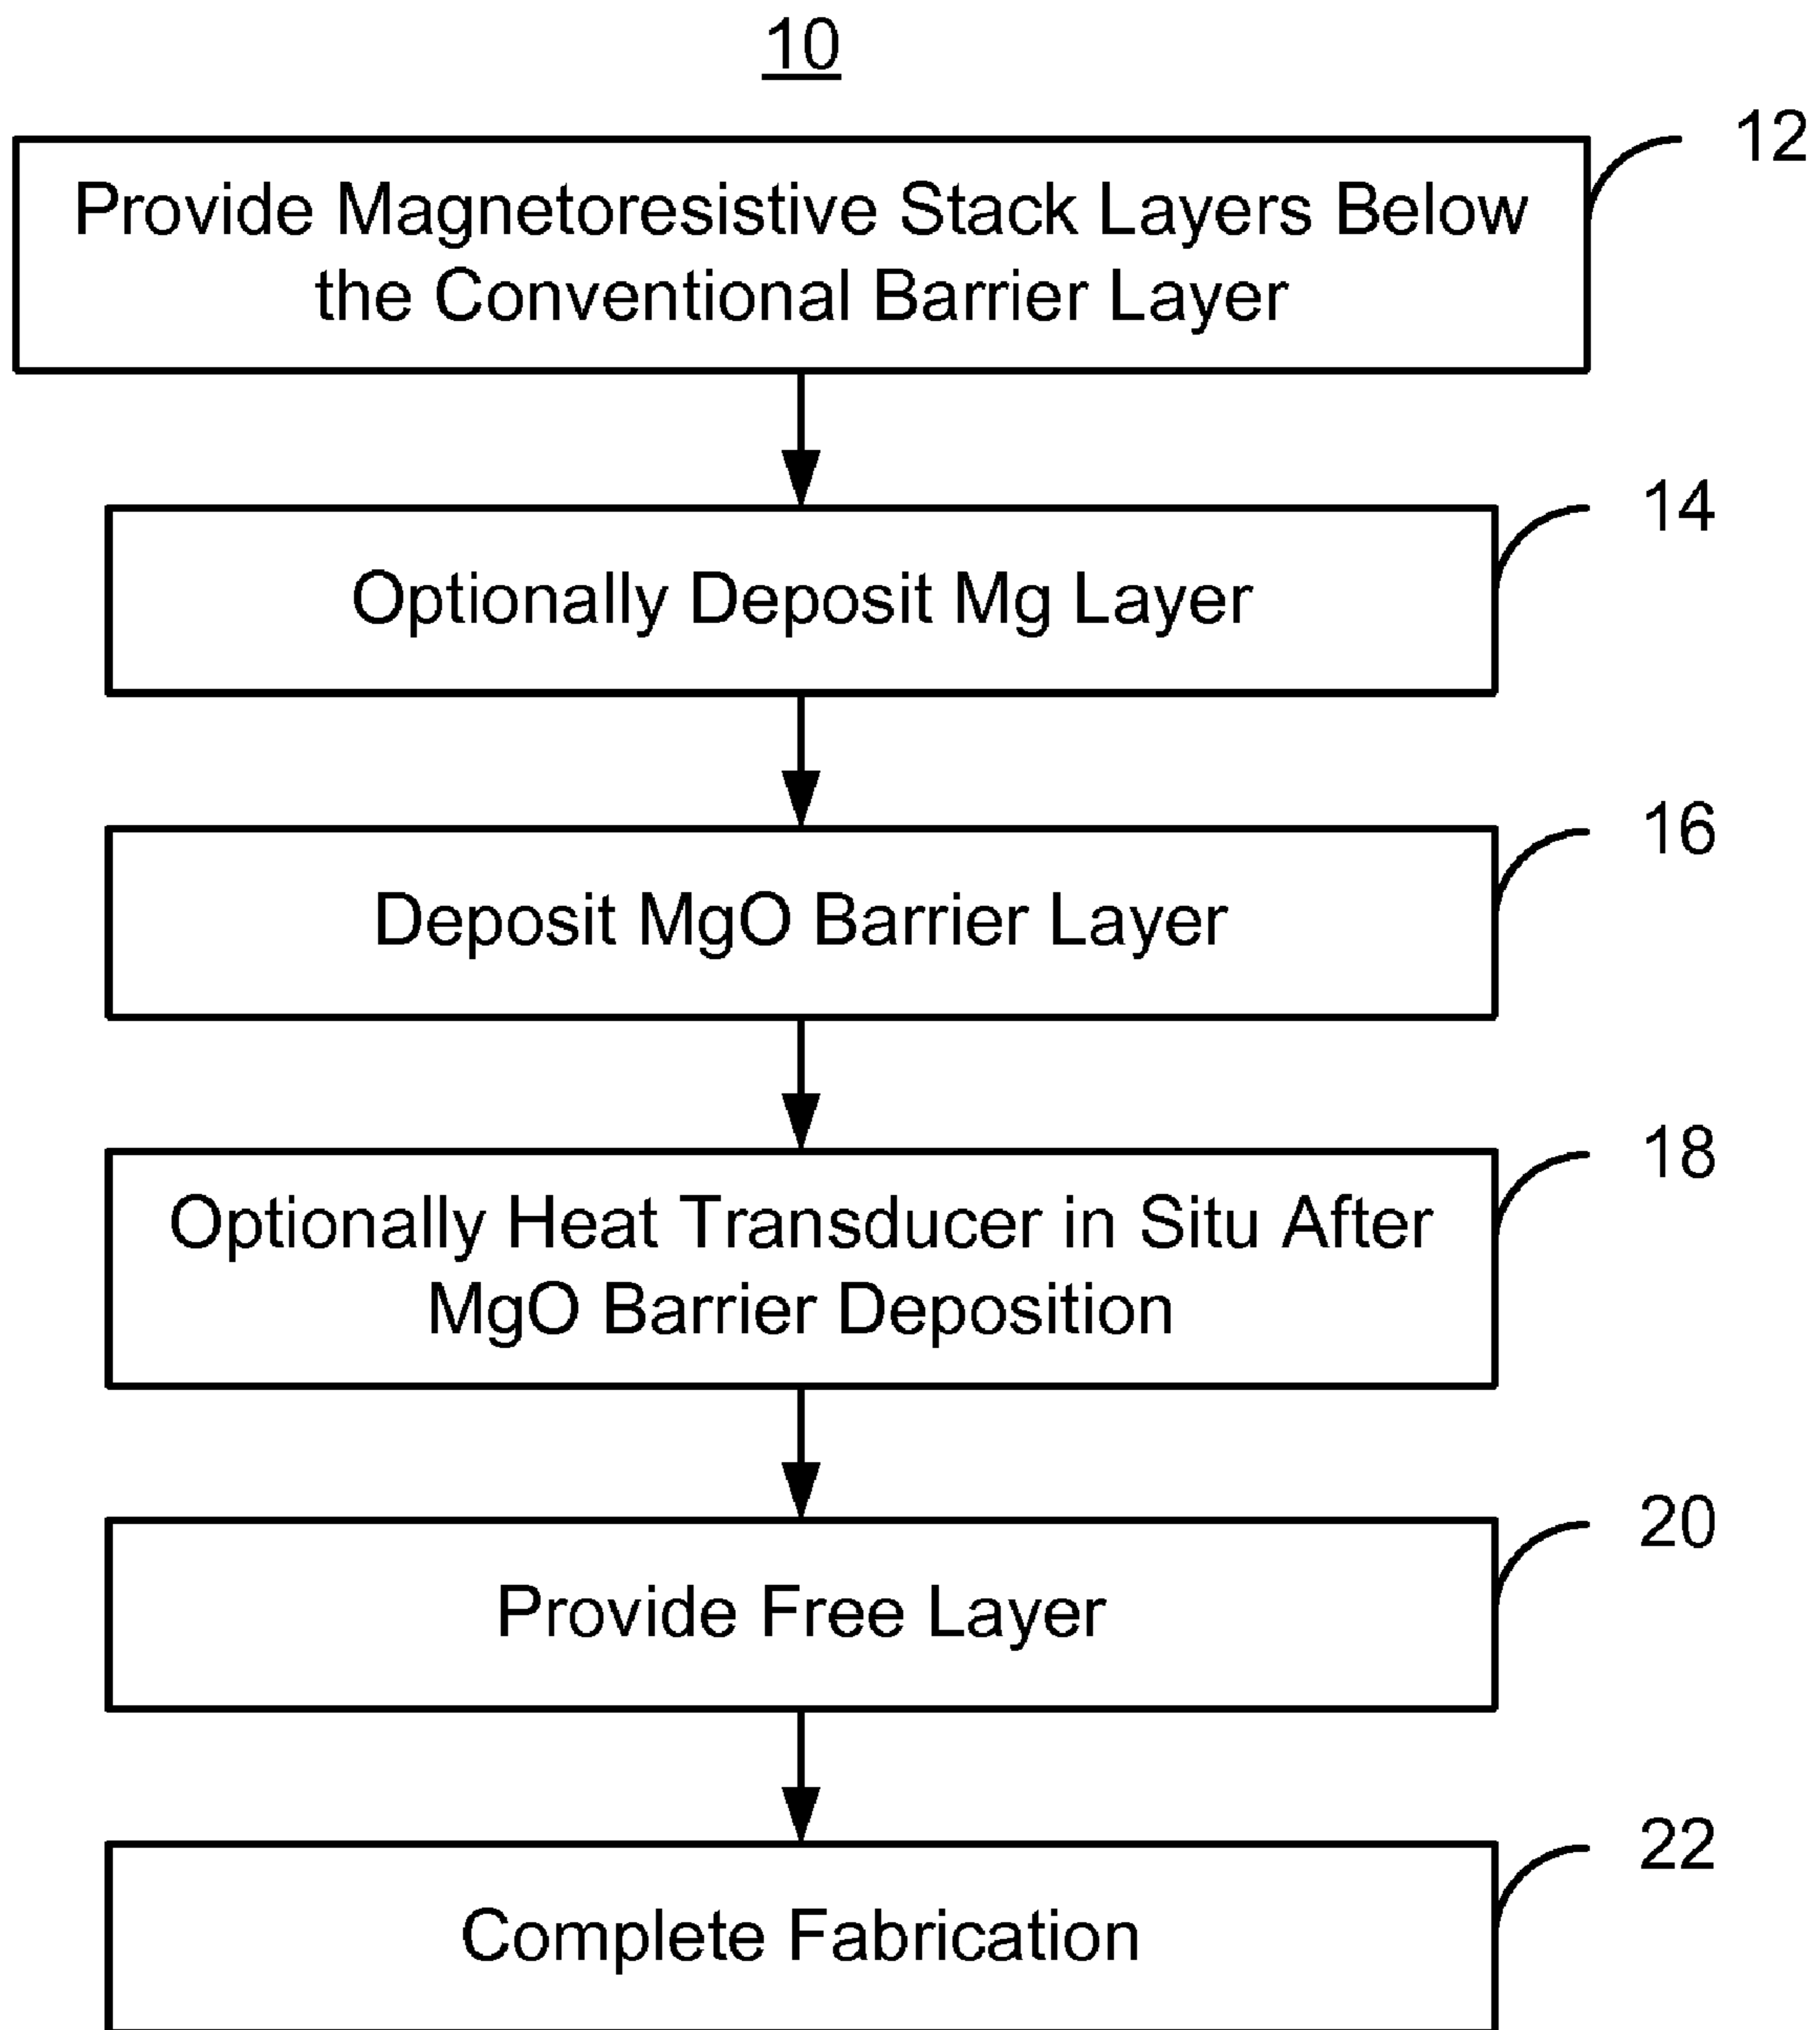 10
12
Provide Magnetoresistive Stack Layers Below
the Conventional Barrier Layer
14
Optionally Deposit Mg Layer
16
Deposit MgO Barrier Layer
18
Optionally Heat Transducer in Situ After
MgO Barrier Deposition
20
Provide Free Layer
22
Complete Fabrication